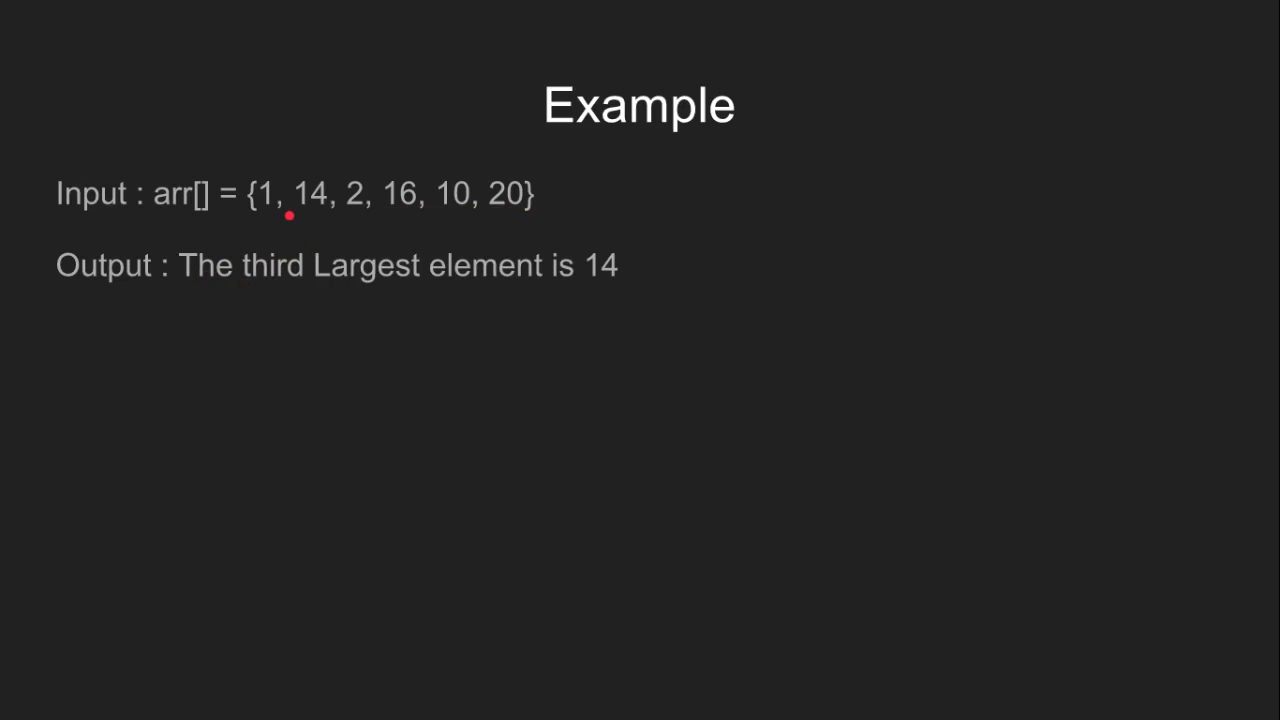 Example
Input : arr[] = {1, 14, 2, 16, 10, 20}
Output : The third Largest element is 14